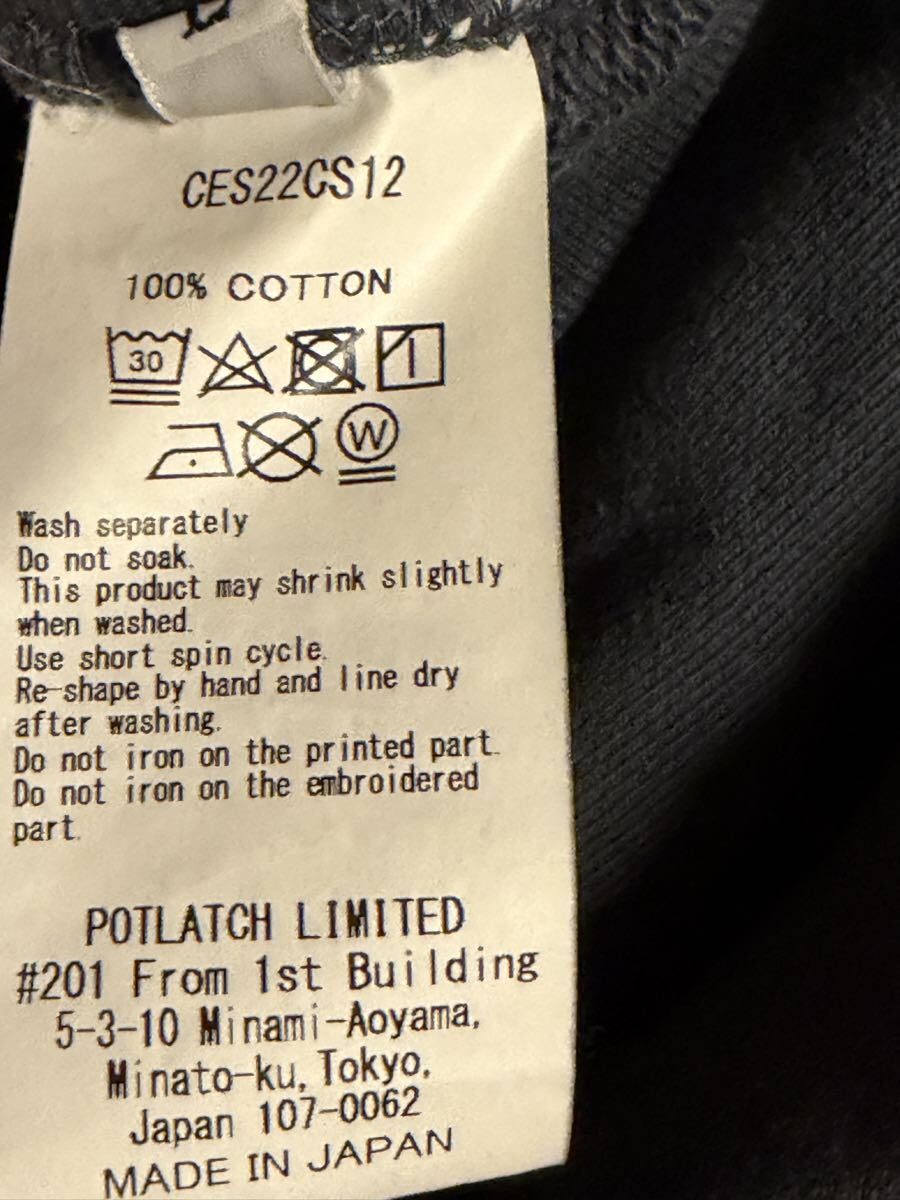 CES22CS12
100% COTTON
30
W
Wash separately
Do not soak.
This product may shrink slightly
when washed.
Use short spin cycle.
Re-shape by hand and line dry
after washing.
Do not iron on the printed part.
Do not iron on the embroidered
part.
POTLATCH LIMITED
#201 From 1st Building
5-3-10 Minami-Aoyama,
Minato-ku, Tokyo,
Japan 107-0062
MADE IN JAPAN